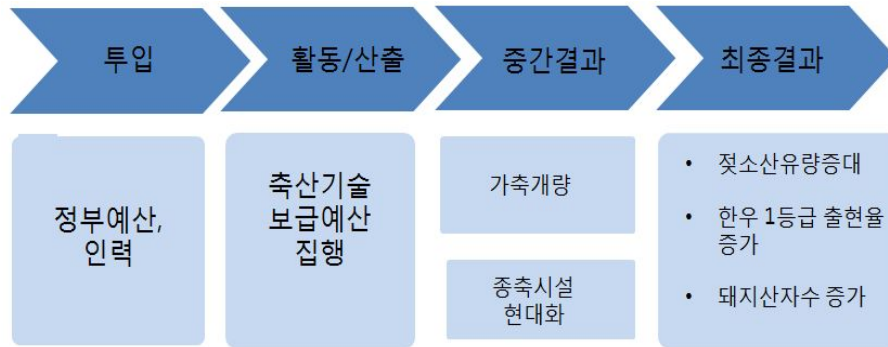 투입
활동/산출
중간결과
최종결과
정부예산,
인력
축산기술
보급예산
집행
가축개량
종축시설
현대화
• 젖소산유량증대
• 한우 1등급 출현율
증가
• 돼지산자수 증가